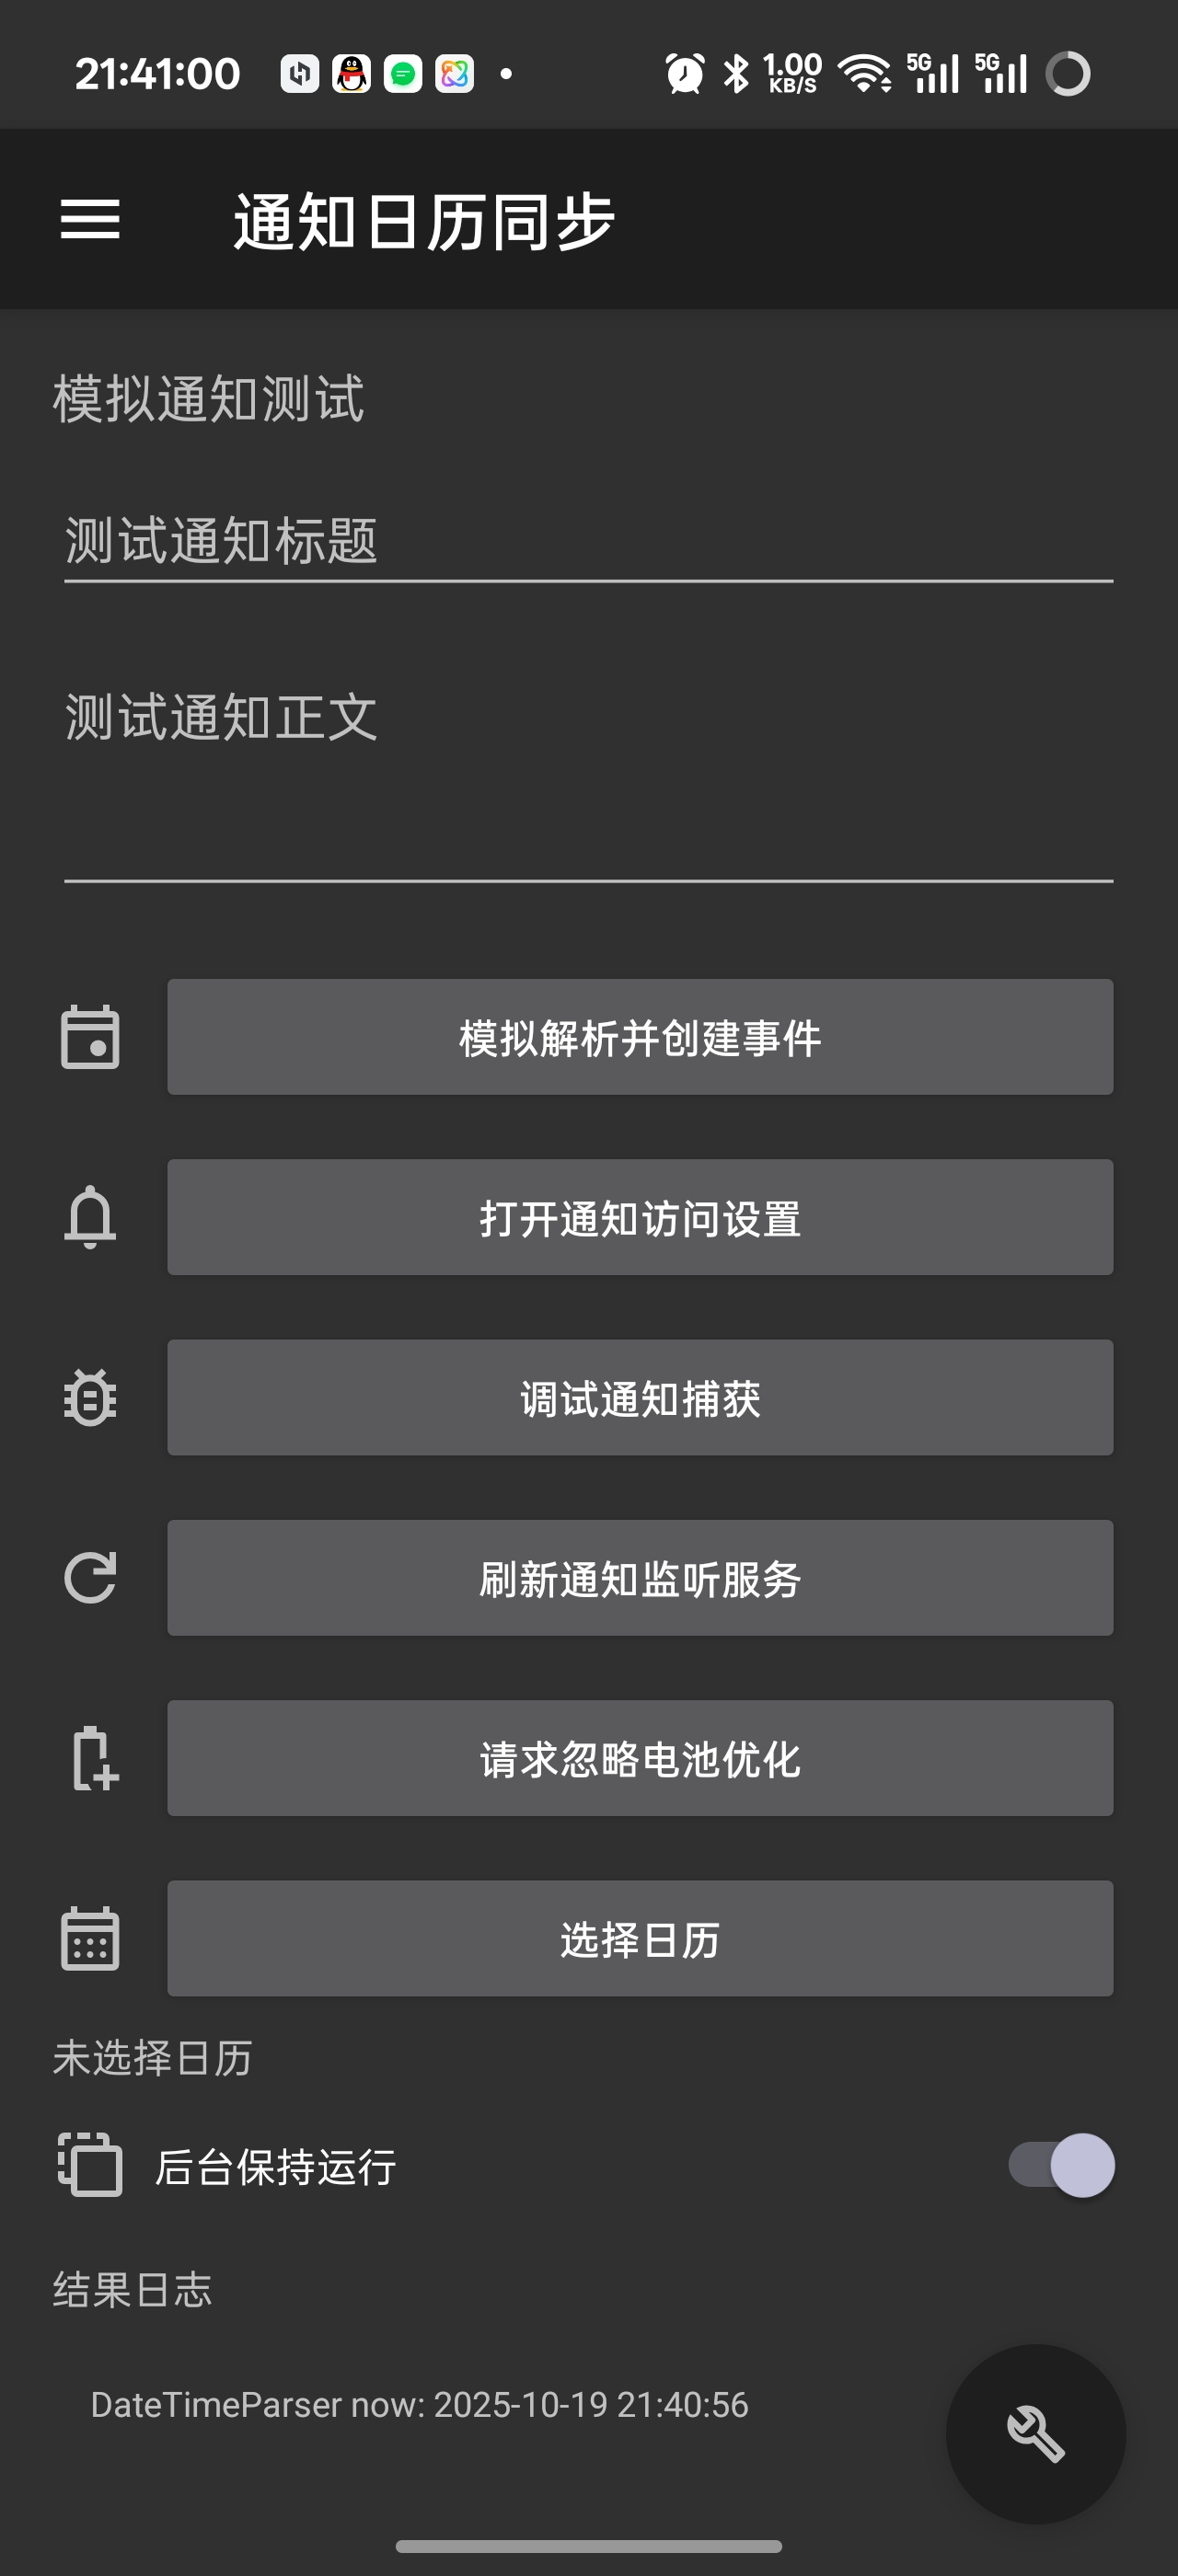 21:41:00
1.00
KB/S
5G
5G
通知日历同步
模拟通知测试
测试通知标题
测试通知正文
模拟解析并创建事件
打开通知访问设置
调试通知捕获
刷新通知监听服务
请求忽略电池优化
选择日历
未选择日历
后台保持运行
结果日志
DateTimeParser now: 2025-10-19 21:40:56